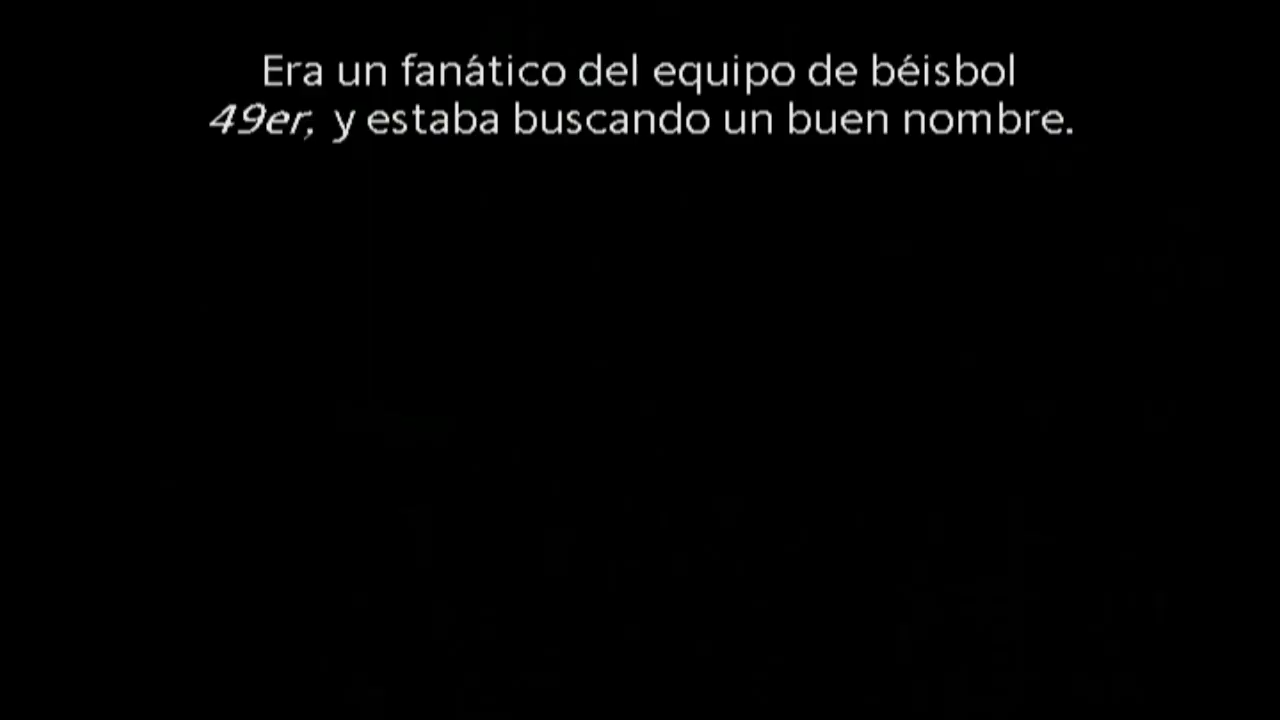 Era un fanático del equipo de béisbol
49er, y estaba buscando un buen nombre.